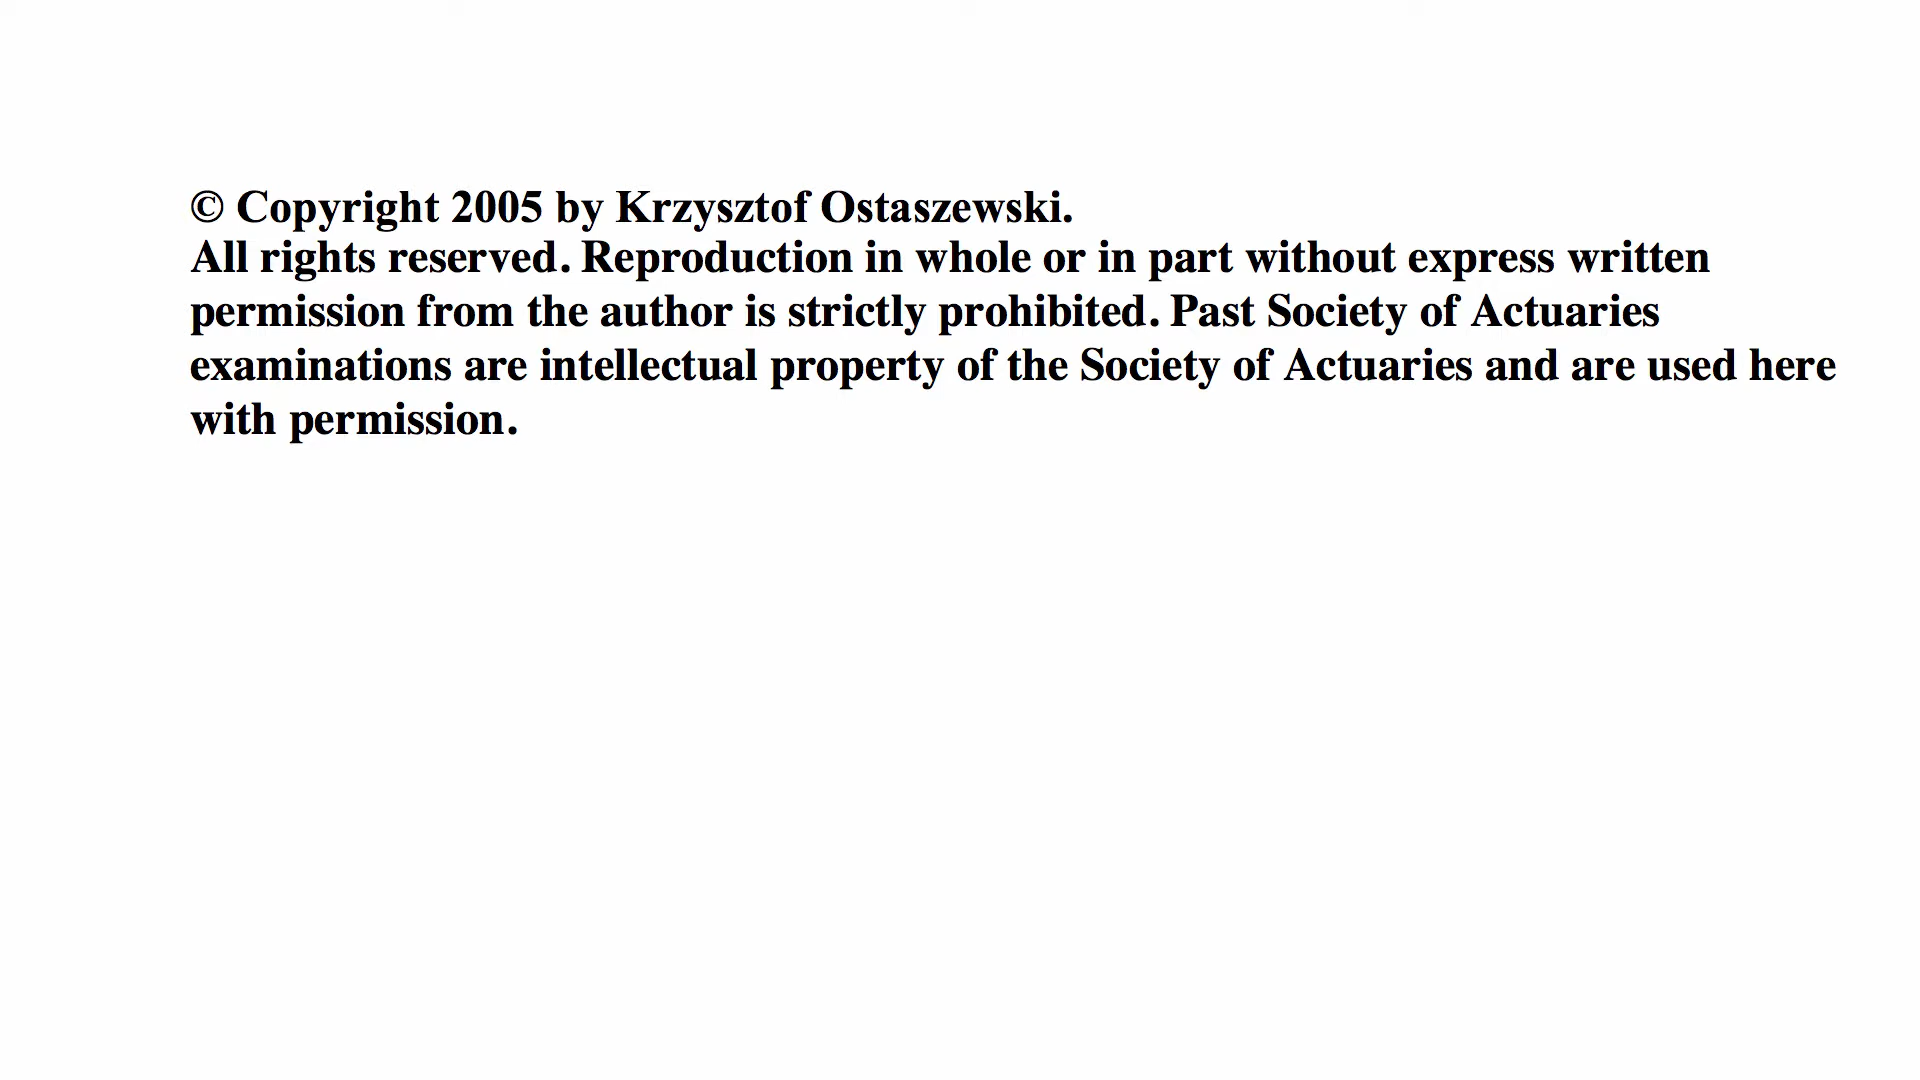 © Copyright 2005 by Krzysztof Ostaszewski.
All rights reserved. Reproduction in whole or in part without express written
permission from the author is strictly prohibited. Past Society of Actuaries
examinations are intellectual property of the Society of Actuaries and are used here
with permission.